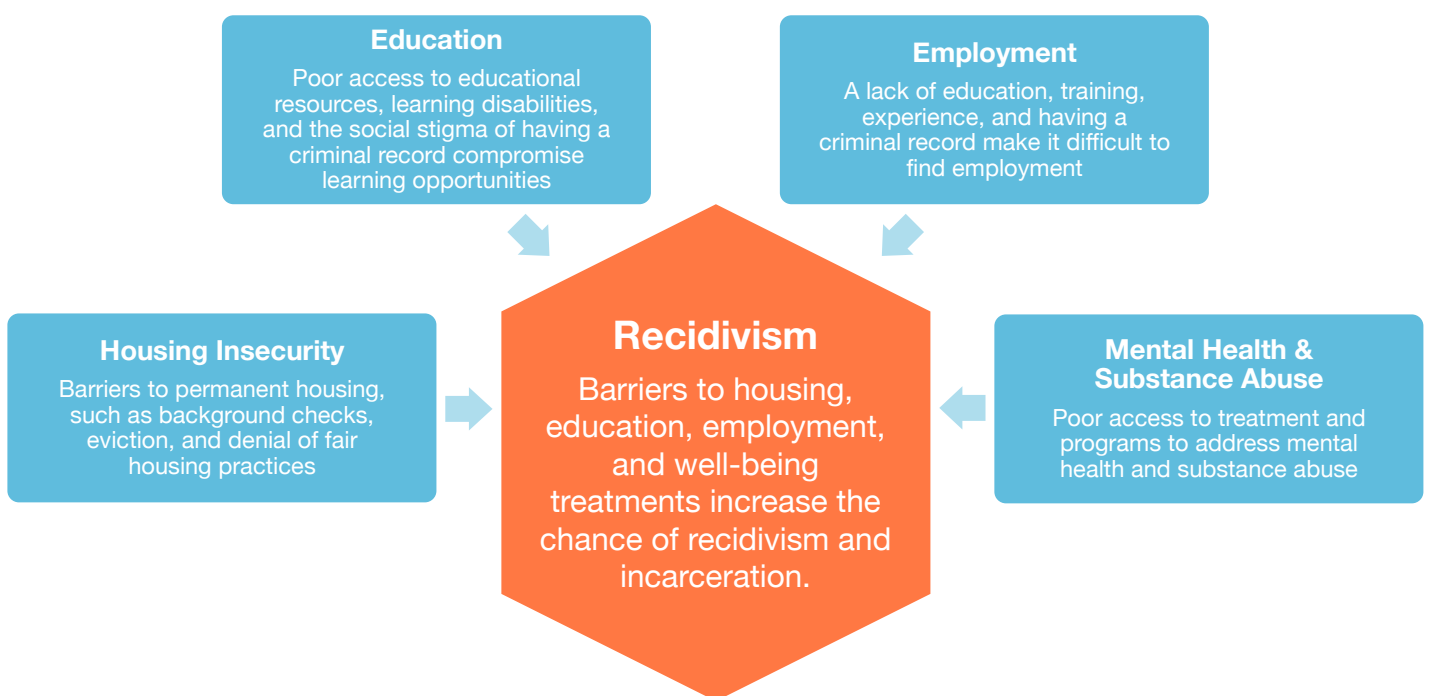 Education
Poor access to educational
resources, learning disabilities,
and the social stigma of having a
criminal record compromise
learning opportunities
Employment
A lack of education, training,
experience, and having a
criminal record make it difficult to
find employment
Housing Insecurity
Barriers to permanent housing,
such as background checks,
eviction, and denial of fair
housing practices
Recidivism
Barriers to housing,
education, employment,
and well-being
treatments increase the
chance of recidivism and
incarceration.
Mental Health &
Substance Abuse
Poor access to treatment and
programs to address mental
health and substance abuse